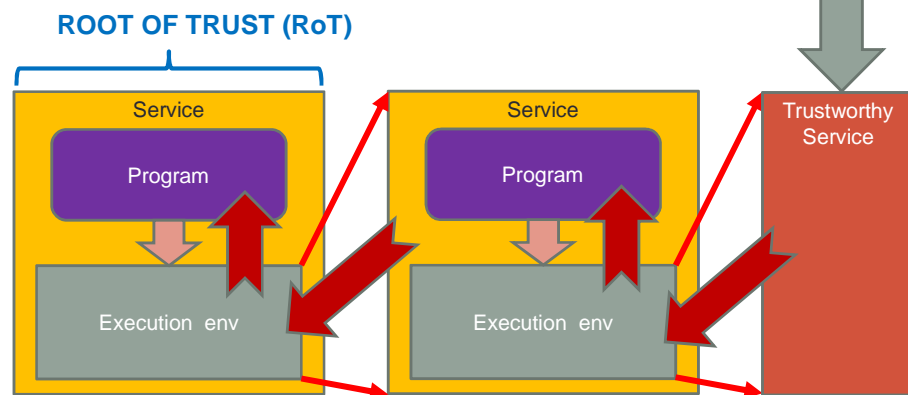 ROOT OF TRUST (RoT)
Service
Program
Execution env
Service
Program
Execution env
Trustworthy
Service